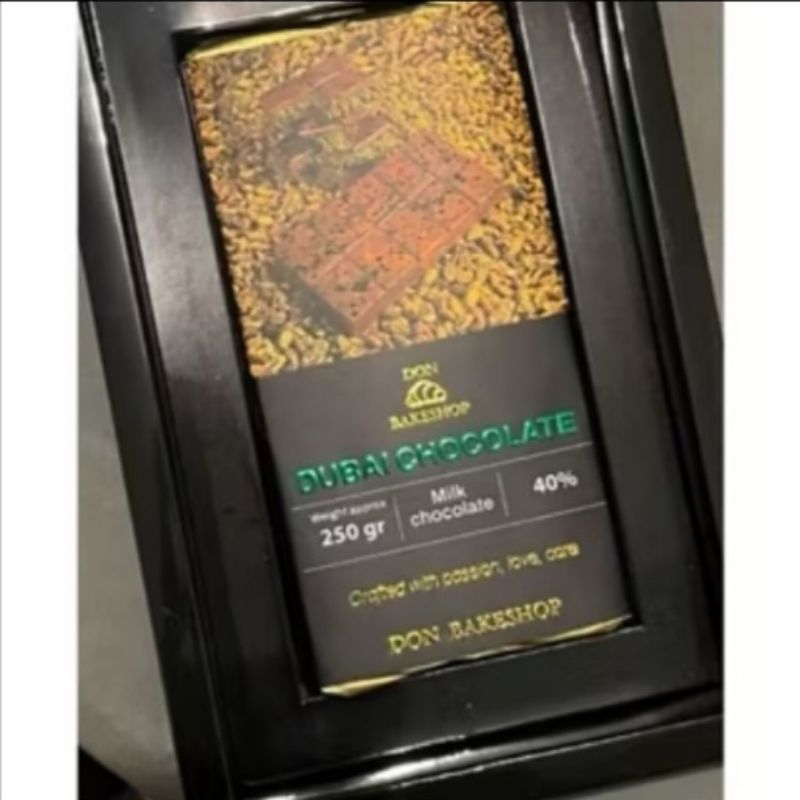 DON
BAKESHOP
DUBAI CHOCOLATE
Weight approx
250 gr
Milk
chocolate
40%
Crafted with passion, love, care
DON BAKESHOP